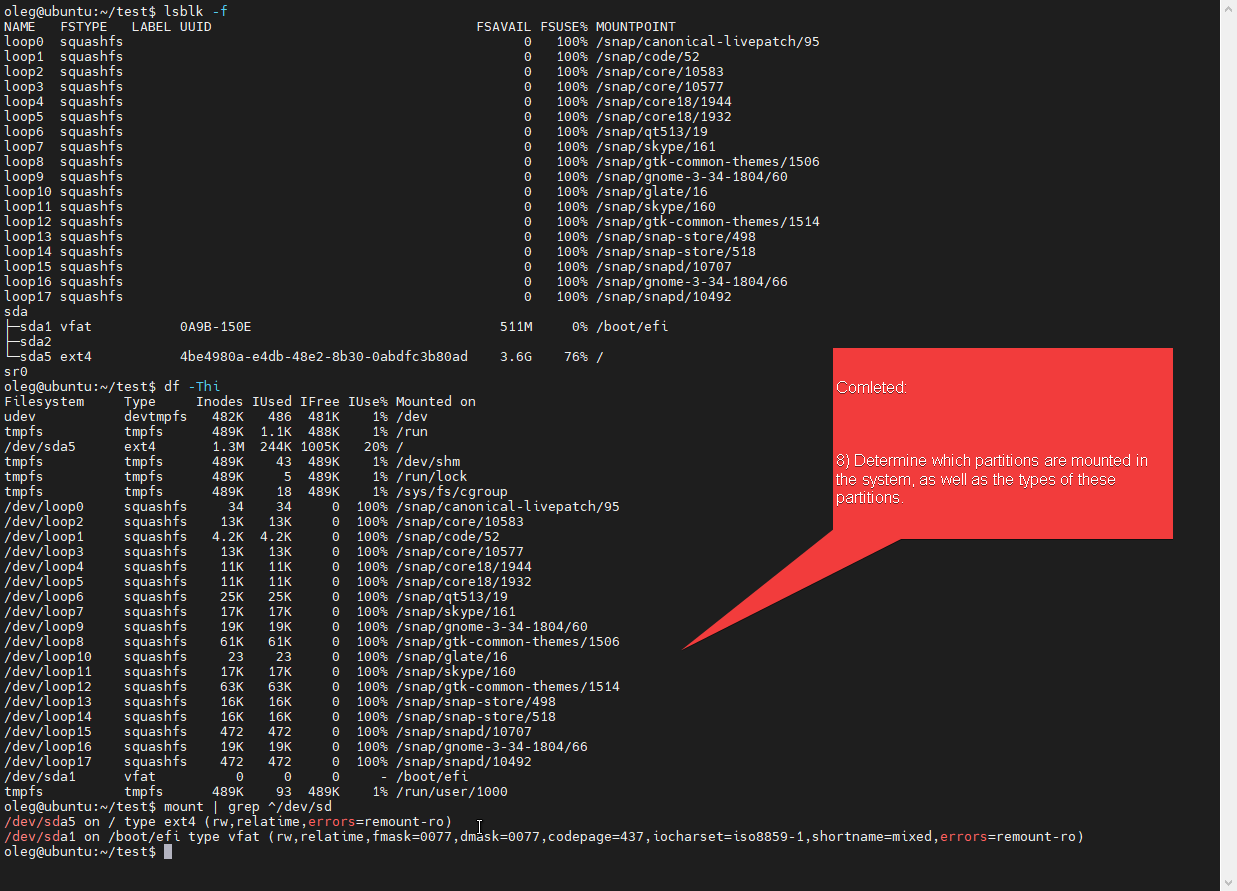 oleg@ubuntu:~/test$ lsblk -f
NAME   FSTYPE   LABEL UUID                                 FSAVAIL FSUSE% MOUNTPOINT
loop0  squashfs                                                  0   100% /snap/canonical-livepatch/95
loop1  squashfs                                                  0   100% /snap/code/52
loop2  squashfs                                                  0   100% /snap/core/10583
loop3  squashfs                                                  0   100% /snap/core/10577
loop4  squashfs                                                  0   100% /snap/core18/1944
loop5  squashfs                                                  0   100% /snap/core18/1932
loop6  squashfs                                                  0   100% /snap/qt513/19
loop7  squashfs                                                  0   100% /snap/skype/161
loop8  squashfs                                                  0   100% /snap/gtk-common-themes/1506
loop9  squashfs                                                  0   100% /snap/gnome-3-34-1804/60
loop10 squashfs                                                  0   100% /snap/glate/16
loop11 squashfs                                                  0   100% /snap/skype/160
loop12 squashfs                                                  0   100% /snap/gtk-common-themes/1514
loop13 squashfs                                                  0   100% /snap/snap-store/498
loop14 squashfs                                                  0   100% /snap/snap-store/518
loop15 squashfs                                                  0   100% /snap/snapd/10707
loop16 squashfs                                                  0   100% /snap/gnome-3-34-1804/66
loop17 squashfs                                                  0   100% /snap/snapd/10492
sda
├─sda1 vfat           0A9B-150E                               511M     0% /boot/efi
├─sda2
└─sda5 ext4           4be4980a-e4db-48e2-8b30-0abdfc3b80ad    3.6G    76% /
sr0
oleg@ubuntu:~/test$ df -Thi
Filesystem     Type     Inodes IUsed IFree IUse% Mounted on
udev           devtmpfs   482K   486  481K    1% /dev
tmpfs          tmpfs      489K  1.1K  488K    1% /run
/dev/sda5      ext4       1.3M  244K 1005K   20% /
tmpfs          tmpfs      489K    43  489K    1% /dev/shm
tmpfs          tmpfs      489K     5  489K    1% /run/lock
tmpfs          tmpfs      489K    18  489K    1% /sys/fs/cgroup
/dev/loop0     squashfs     34    34     0  100% /snap/canonical-livepatch/95
/dev/loop2     squashfs    13K   13K     0  100% /snap/core/10583
/dev/loop1     squashfs   4.2K  4.2K     0  100% /snap/code/52
/dev/loop3     squashfs    13K   13K     0  100% /snap/core/10577
/dev/loop4     squashfs    11K   11K     0  100% /snap/core18/1944
/dev/loop5     squashfs    11K   11K     0  100% /snap/core18/1932
/dev/loop6     squashfs    25K   25K     0  100% /snap/qt513/19
/dev/loop7     squashfs    17K   17K     0  100% /snap/skype/161
/dev/loop9     squashfs    19K   19K     0  100% /snap/gnome-3-34-1804/60
/dev/loop8     squashfs    61K   61K     0  100% /snap/gtk-common-themes/1506
/dev/loop10    squashfs     23    23     0  100% /snap/glate/16
/dev/loop11    squashfs    17K   17K     0  100% /snap/skype/160
/dev/loop12    squashfs    63K   63K     0  100% /snap/gtk-common-themes/1514
/dev/loop13    squashfs    16K   16K     0  100% /snap/snap-store/498
/dev/loop14    squashfs    16K   16K     0  100% /snap/snap-store/518
/dev/loop15    squashfs    472   472     0  100% /snap/snapd/10707
/dev/loop16    squashfs    19K   19K     0  100% /snap/gnome-3-34-1804/66
/dev/loop17    squashfs    472   472     0  100% /snap/snapd/10492
/dev/sda1      vfat          0     0     0     - /boot/efi
tmpfs          tmpfs      489K    93  489K    1% /run/user/1000
oleg@ubuntu:~/test$ mount | grep ^/dev/sd
/dev/sda5 on / type ext4 (rw,relatime,errors=remount-ro)
/dev/sda1 on /boot/efi type vfat (rw,relatime,fmask=0077,dmask=0077,codepage=437,iocharset=iso8859-1,shortname=mixed,errors=remount-ro)
oleg@ubuntu:~/test$
Comleted:
8) Determine which partitions are mounted in
the system, as well as the types of these
partitions.